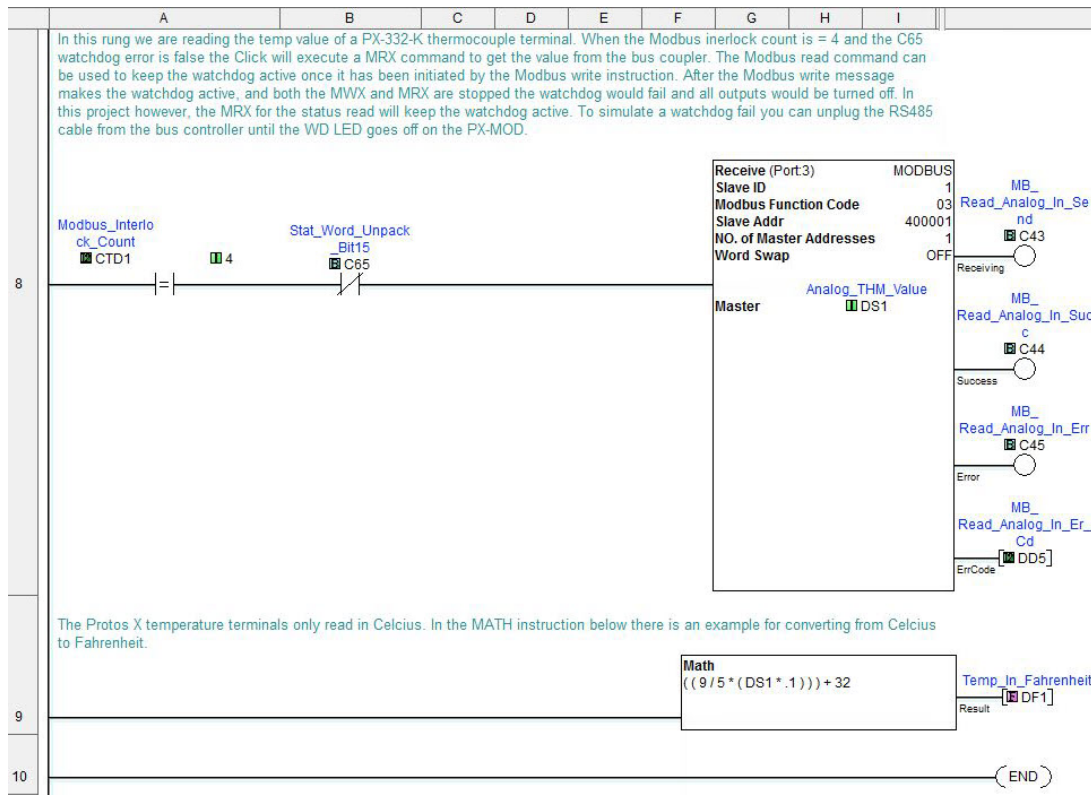 A B C D E F G H I
In this rung we are reading the temp value of a PX-332-K thermocouple terminal. When the Modbus inerlock count is = 4 and the C65
watchdog error is false the Click will execute a MRX command to get the value from the bus coupler. The Modbus read command can
be used to keep the watchdog active once it has been initiated by the Modbus write instruction. After the Modbus write message
makes the watchdog active, and both the MWX and MRX are stopped the watchdog would fail and all outputs would be turned off. In
this project however, the MRX for the status read will keep the watchdog active. To simulate a watchdog fail you can unplug the RS485
cable from the bus controller until the WD LED goes off on the PX-MOD.
8
Modbus_Interlo
ck_Count
CTD1
=
I 4
Stat_Word_Unpack
_Bit15
B C65
Receive (Port:3) MODBUS
Slave ID 1
Modbus Function Code 03
Slave Addr 400001
NO. of Master Addresses 1
Word Swap OFF
Analog_THM_Value
Master I DS1
MB_
Read_Analog_In_Se
nd
B C43
Receiving
MB_
Read_Analog_In_Suc
c
B C44
Success
MB_
Read_Analog_In_Err
B C45
Error
MB_
Read_Analog_In_Er_
Cd
DD5
ErrCode
The Protos X temperature terminals only read in Celcius. In the MATH instruction below there is an example for converting from Celcius
to Fahrenheit.
9
Math
( ( 9 / 5 * ( DS1 * .1 ) ) ) + 32
Temp_In_Fahrenheit
DF1
Result
10
END